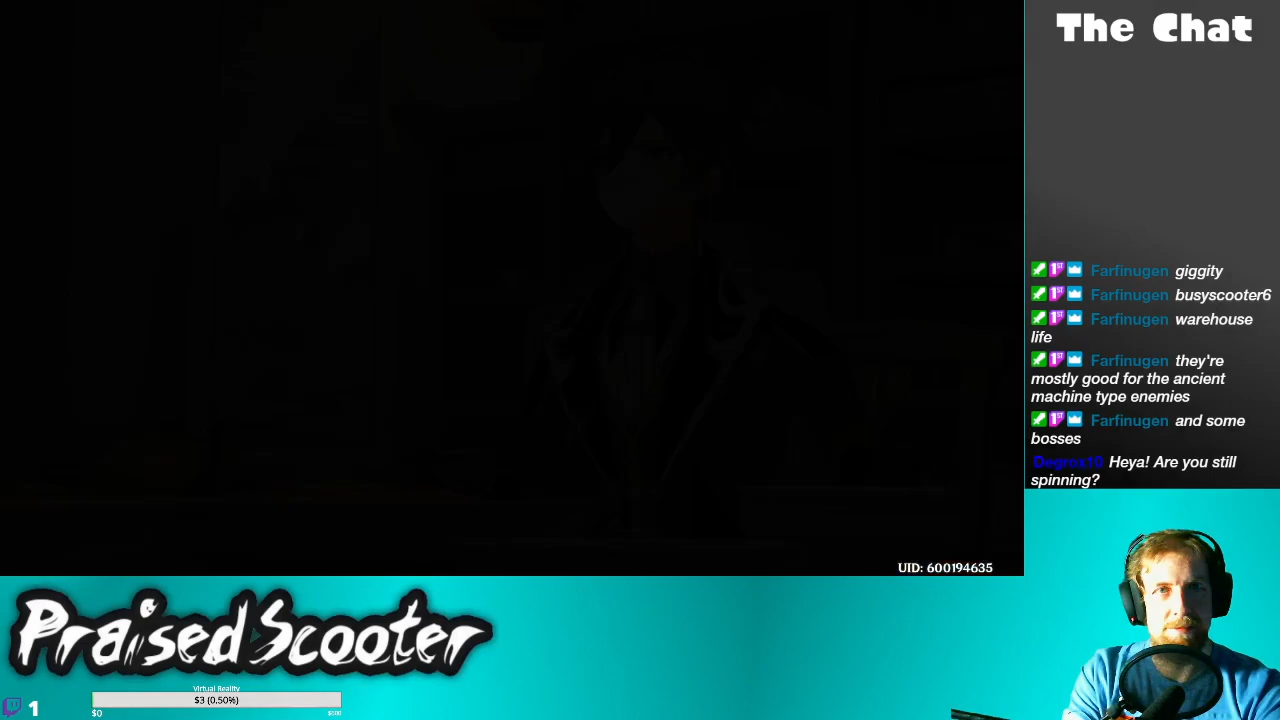 The Chat
Farfinugen giggity
Farfinugen busyscooter6
Farfinugen warehouse
life
Farfinugen they're
mostly good for the ancient
machine type enemies
Farfinugen and some
bosses
Degrox10 Heya! Are you still
spinning?
UID: 600194635
PraisedScooter
Virtual Reality
$3 (0.50%)
1
$0